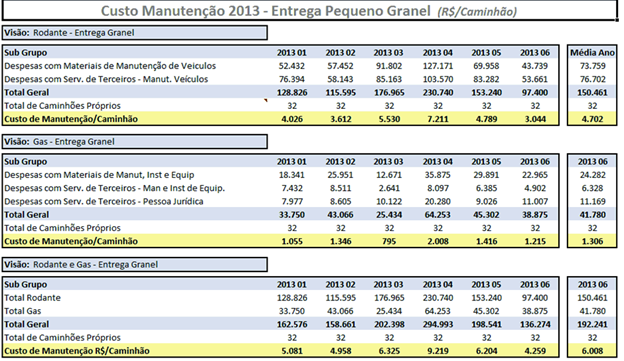 Custo Manutenção 2013 - Entrega Pequeno Granel (R$/Caminhão)
Visão: Rodante - Entrega Granel
Sub Grupo 2013 01 2013 02 2013 03 2013 04 2013 05 2013 06 Média Ano
Despesas com Materiais de Manutenção de Veiculos 52.432 57.452 91.802 127.171 69.958 43.739 73.759
Despesas com Serv. de Terceiros - Manut. Veículos 76.394 58.143 85.163 103.570 83.282 53.661 76.702
Total Geral 128.826 115.595 176.965 230.740 153.240 97.400 150.461
Total de Caminhões Próprios 32 32 32 32 32 32 32
Custo de Manutenção/Caminhão 4.026 3.612 5.530 7.211 4.789 3.044 4.702
Visão: Gas - Entrega Granel
Sub Grupo 2013 01 2013 02 2013 03 2013 04 2013 05 2013 06 2013 06
Despesas com Materiais de Manut, Inst e Equip 18.341 25.951 12.671 35.875 29.891 22.965 24.282
Despesas com Serv. de Terceiros - Man e Inst de Equip. 7.432 8.511 2.641 8.097 6.385 4.902 6.328
Despesas com Serv. de Terceiros - Pessoa Jurídica 7.977 8.605 10.122 20.280 9.026 11.007 11.169
Total Geral 33.750 43.066 25.434 64.253 45.302 38.875 41.780
Total de Caminhões Próprios 32 32 32 32 32 32 32
Custo de Manutenção/Caminhão 1.055 1.346 795 2.008 1.416 1.215 1.306
Visão: Rodante e Gas - Entrega Granel
Sub Grupo 2013 01 2013 02 2013 03 2013 04 2013 05 2013 06 2013 06
Total Rodante 128.826 115.595 176.965 230.740 153.240 97.400 150.461
Total Gas 33.750 43.066 25.434 64.253 45.302 38.875 41.780
Total Geral 162.576 158.661 202.398 294.993 198.541 136.274 192.241
Total de Caminhões Próprios 32 32 32 32 32 32 32
Custo de Manutenção R$/Caminhão 5.081 4.958 6.325 9.219 6.204 4.259 6.008